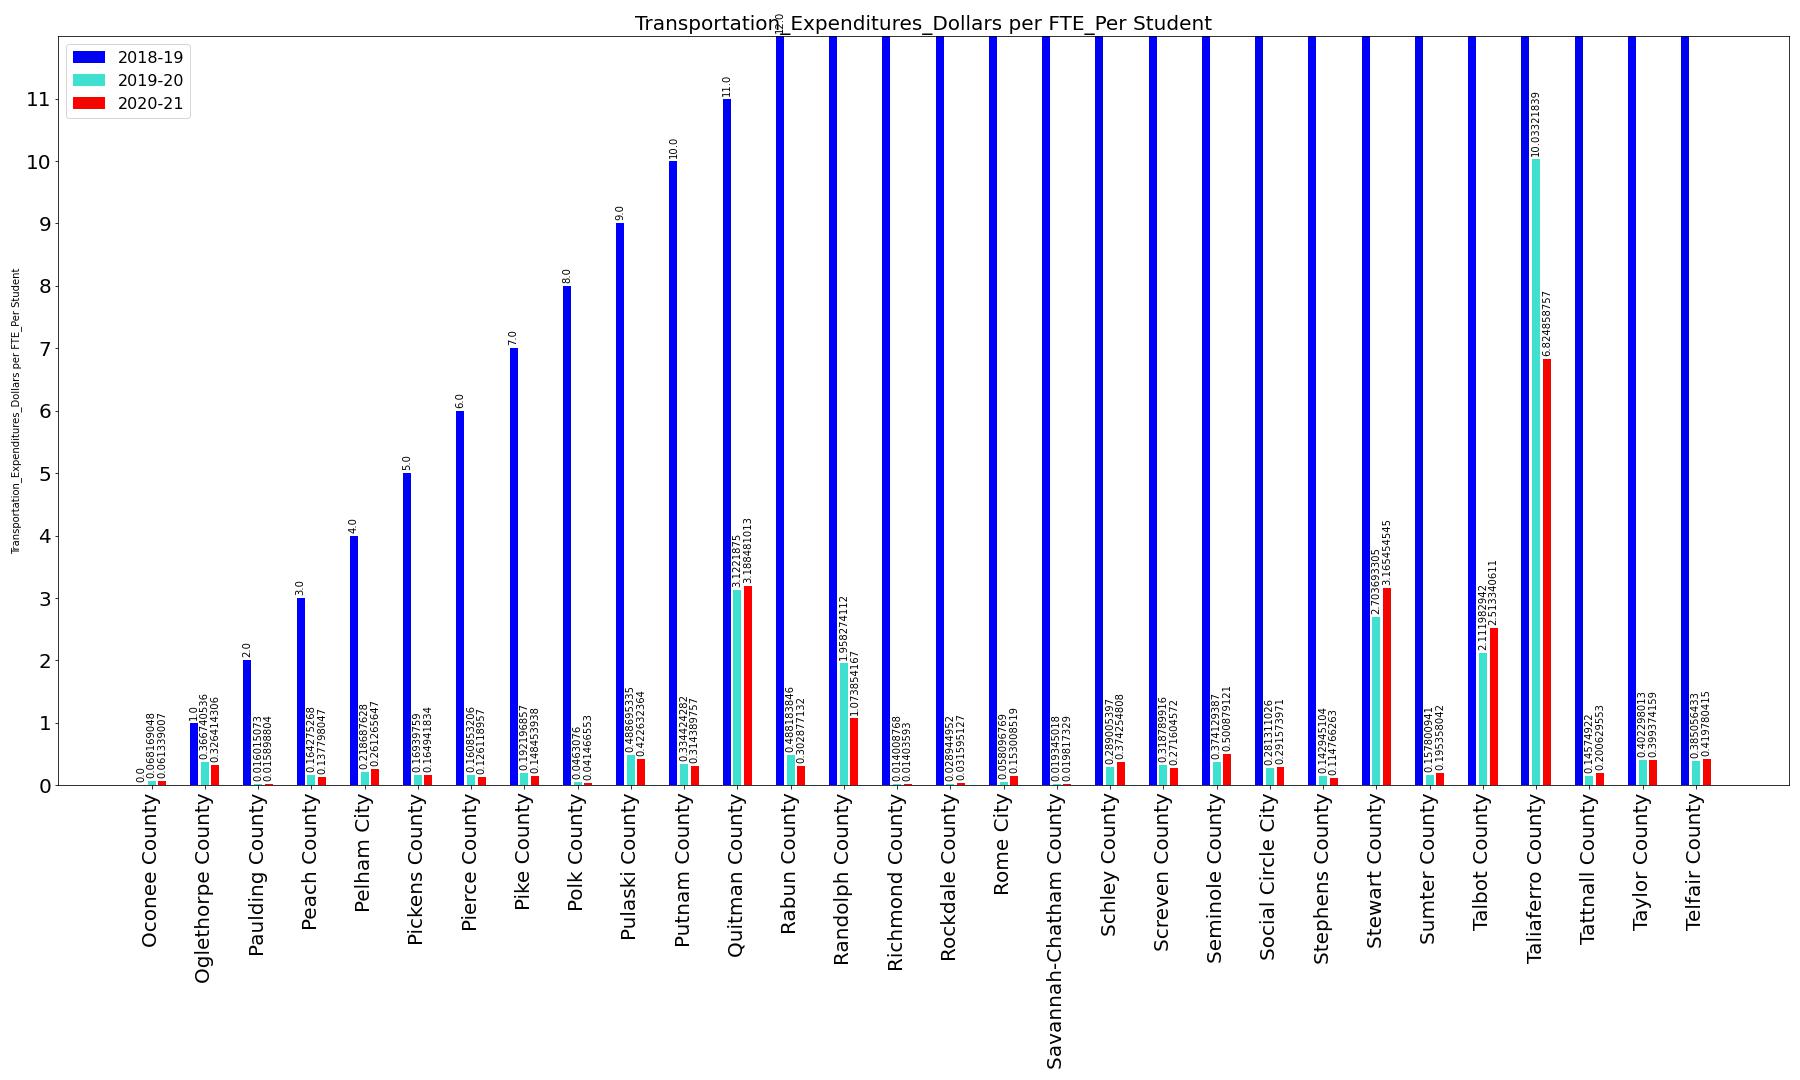 Transportation_Expenditures_Dollars per FTE_Per Student
2018-19
2019-20
2020-21
Transportation_Expenditures_Dollars per FTE_Per Student
11
10
9
8
7
6
5
4
3
2
1
0
0.0
0.068169048
0.061339007
1.0
0.366740536
0.326414306
2.0
0.016015073
0.015898804
3.0
0.164275268
0.137798047
4.0
0.218687628
0.261265647
5.0
0.16939759
0.164941834
6.0
0.160853206
0.126118957
7.0
0.192196857
0.148453938
8.0
0.0463076
0.041466553
9.0
0.488695335
0.422632364
10.0
0.334424282
0.314389757
11.0
3.1221875
3.188481013
12.0
0.488183846
0.302877132
1.958274112
1.073854167
0.014008768
0.01403593
0.028944952
0.031595127
0.058096769
0.153008519
0.019345018
0.019817329
0.289005397
0.374254808
0.318789916
0.271604572
0.374129387
0.500879121
0.281311026
0.291573971
0.142945104
0.114766263
2.703693305
3.165454545
0.157800941
0.195358042
2.111982942
2.513340611
10.03321839
6.824858757
0.14574922
0.200629553
0.402298013
0.399374159
0.385056433
0.419780415
Oconee County
Oglethorpe County
Paulding County
Peach County
Pelham City
Pickens County
Pierce County
Pike County
Polk County
Pulaski County
Putnam County
Quitman County
Rabun County
Randolph County
Richmond County
Rockdale County
Rome City
Savannah-Chatham County
Schley County
Screven County
Seminole County
Social Circle City
Stephens County
Stewart County
Sumter County
Talbot County
Taliaferro County
Tattnall County
Taylor County
Telfair County